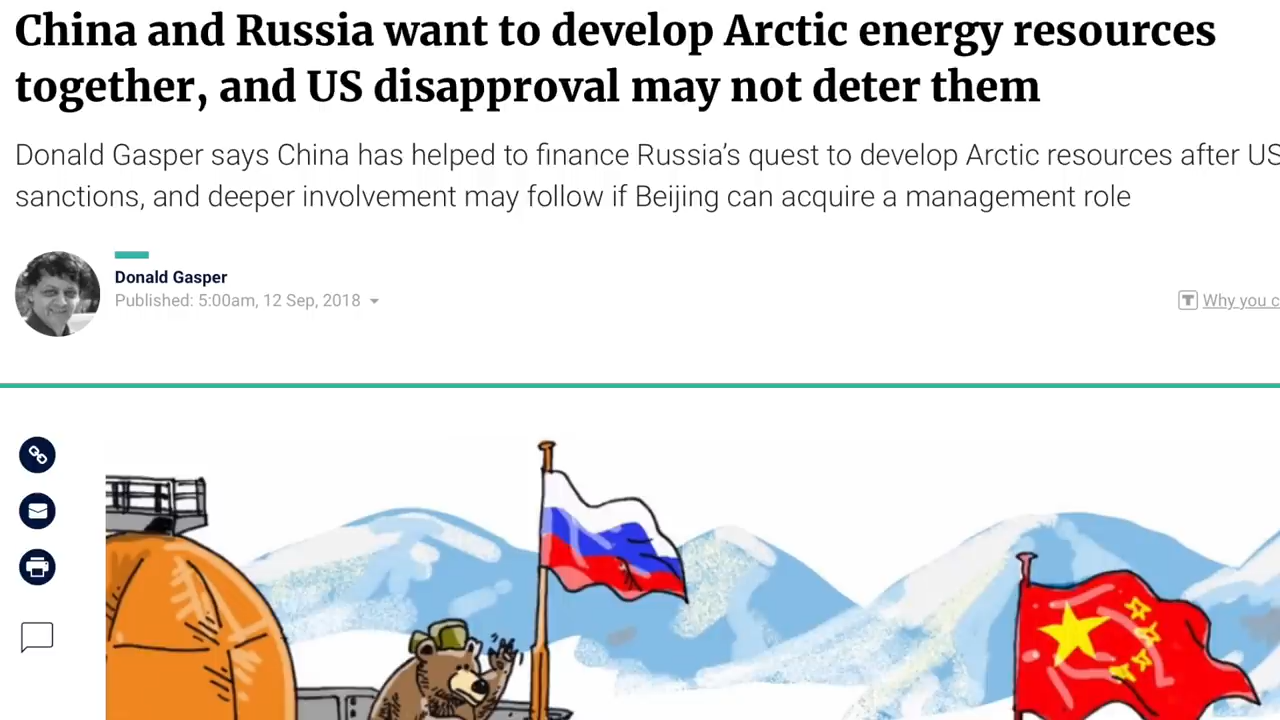 China and Russia want to develop Arctic energy resources
together, and US disapproval may not deter them
Donald Gasper says China has helped to finance Russia’s quest to develop Arctic resources after US
sanctions, and deeper involvement may follow if Beijing can acquire a management role
Donald Gasper
Published: 5:00am, 12 Sep, 2018
T Why you c